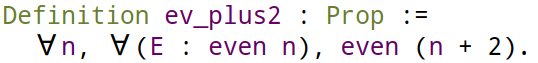 Definition ev_plus2 : Prop :=
∀n, ∀(E : even n), even (n + 2).